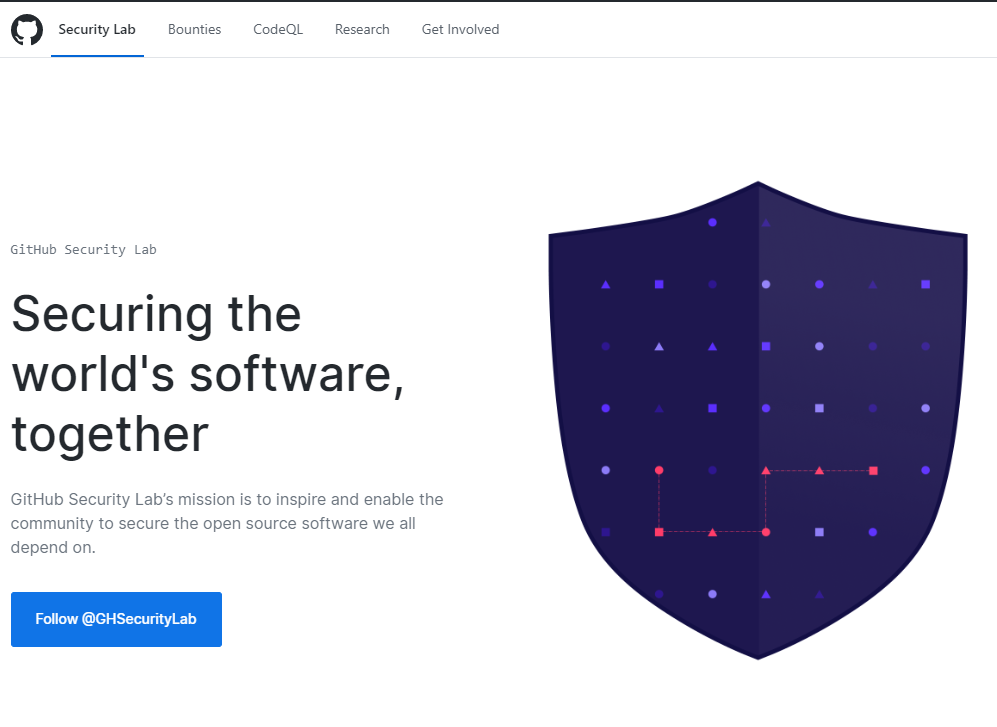 Security Lab Bounties CodeQL Research Get Involved
GitHub Security Lab
Securing the
world's software,
together
GitHub Security Lab’s mission is to inspire and enable the
community to secure the open source software we all
depend on.
Follow @GHSecurityLab